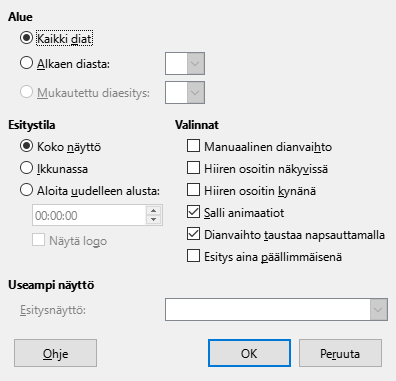 Alue
Kaikki diat
Alkaen diasta:
Mukautettu diaesitys:
Esitystila
Koko näyttö
Ikkunassa
Aloita uudelleen alusta:
00:00:00
Näytä logo
Valinnat
Manuaalinen dianvaihto
Hiiren osoitin näkyvissä
Hiiren osoitin kynänä
Salli animaatiot
Dianvaihto taustaa napsauttamalla
Esitys aina päällimmäisenä
Useampi näyttö
Esitysnäyttö:
Ohje
OK
Peruuta